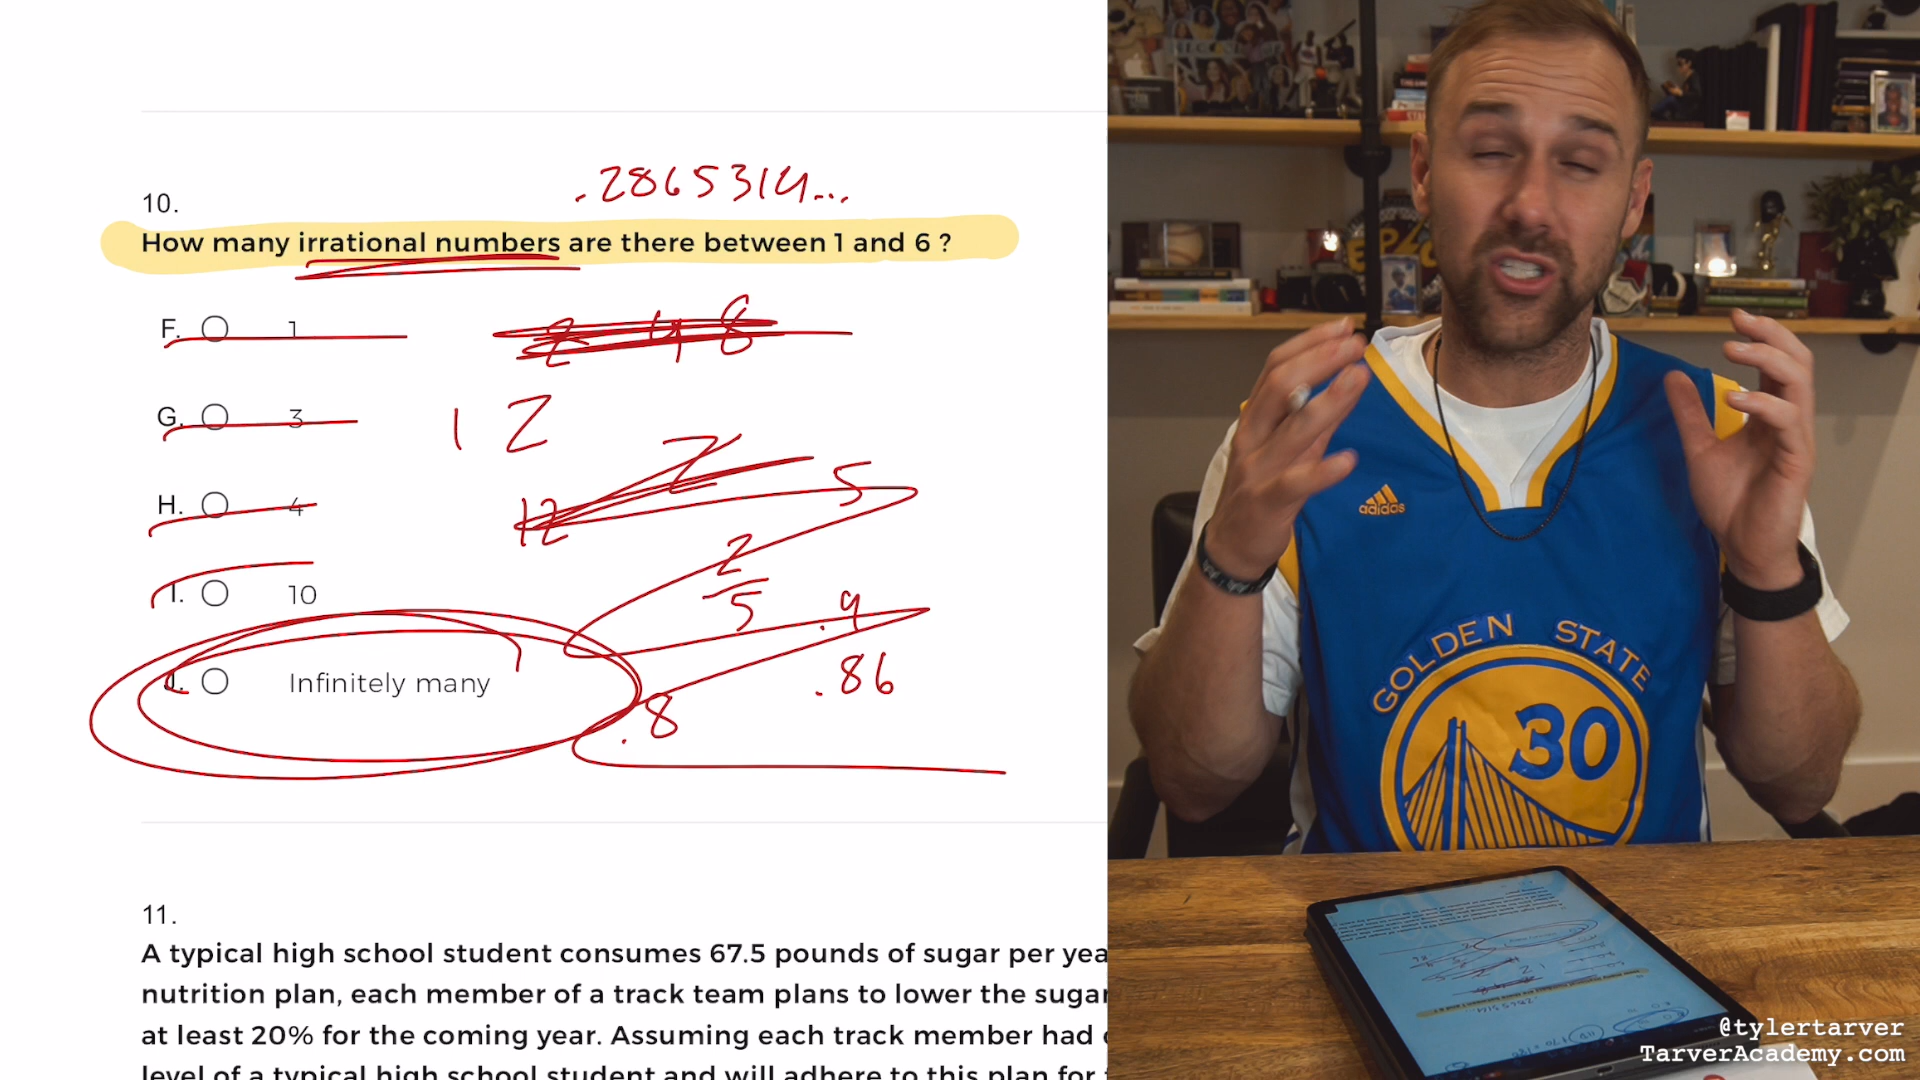 .2865314...
10.
How many irrational numbers are there between 1 and 6 ?
F. 1
2 4 8
G. 3
1 2
H. 4
12 2 5
2
5
I. 10
.9
J. Infinitely many
.86
.8
11.
A typical high school student consumes 67.5 pounds of sugar per yea
nutrition plan, each member of a track team plans to lower the sugar
at least 20% for the coming year. Assuming each track member had
level of a typical high school student and will adhere to this plan for
adidas
GOLDEN STATE
30
@tylertarver
TarverAcademy.com